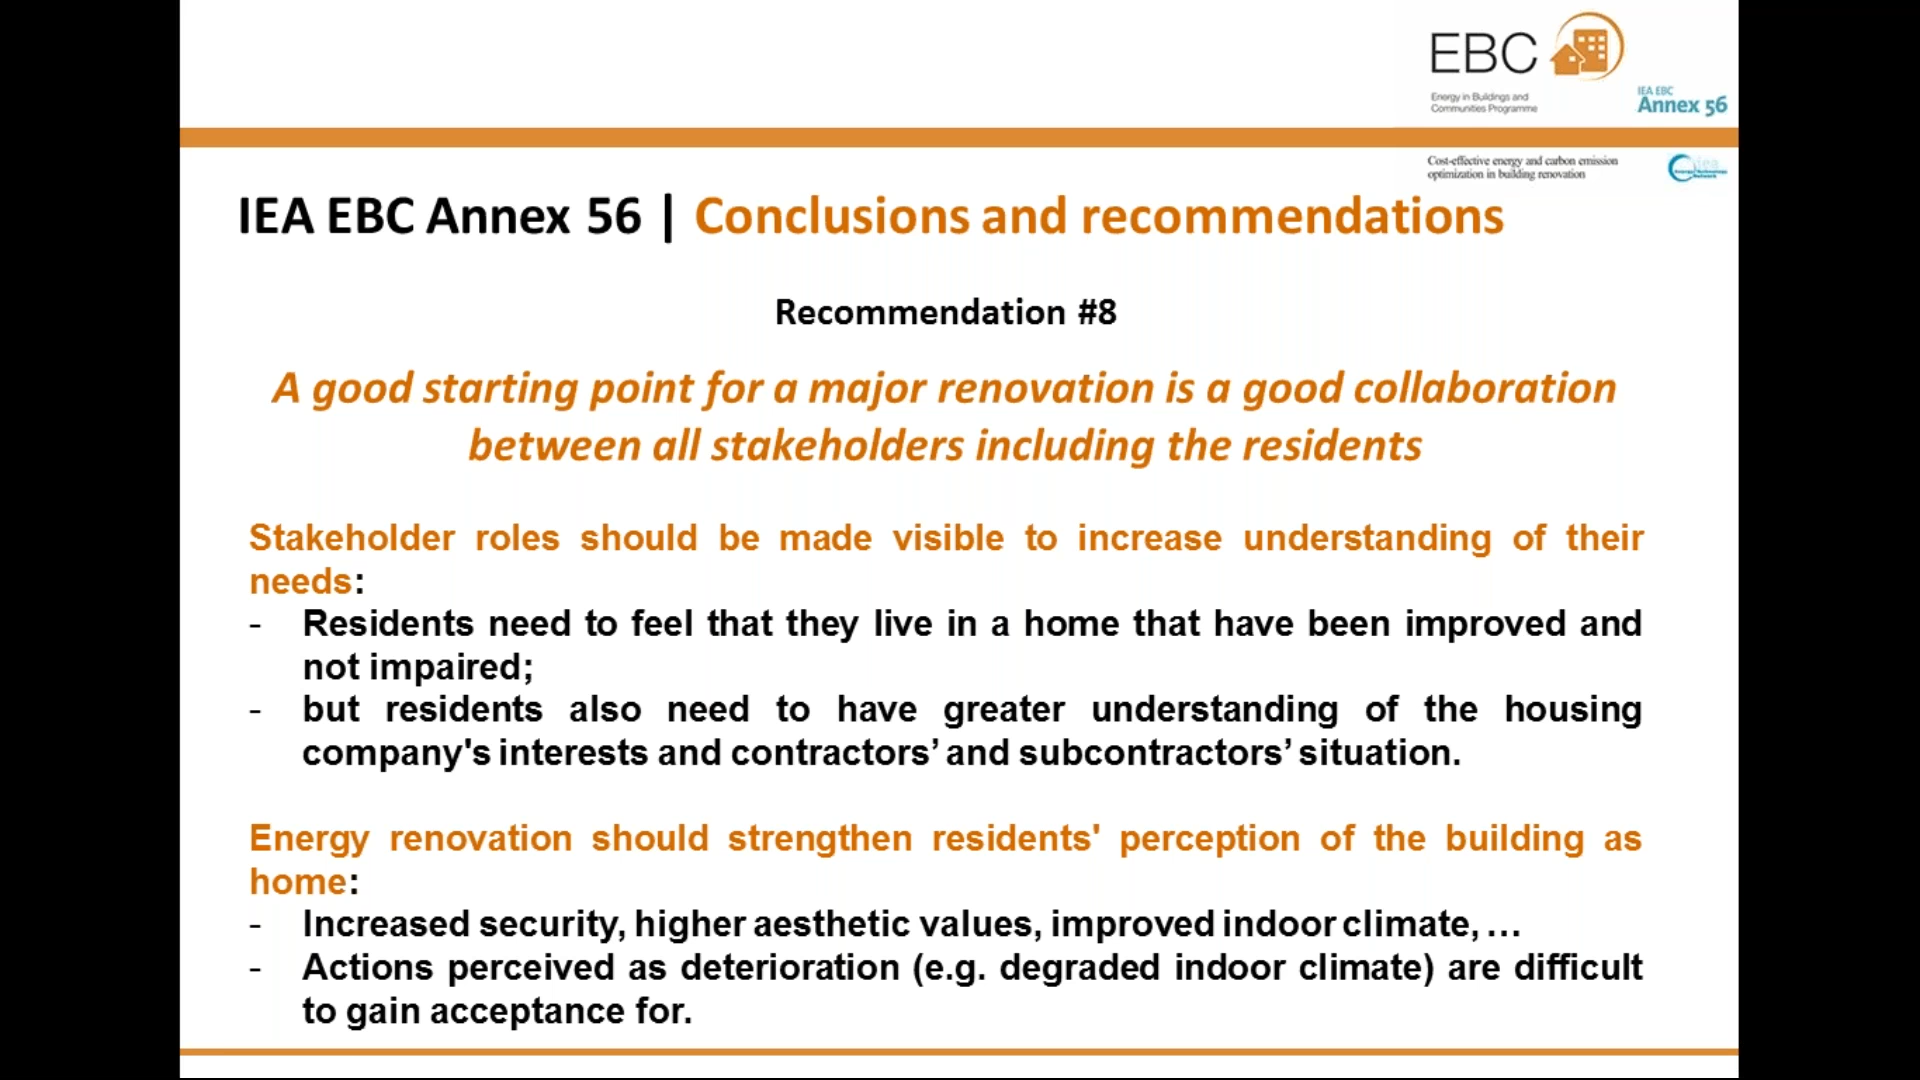 EBC
Energy in Buildings and
Communities Programme
IEA EBC
Annex 56
Cost-effective energy and carbon emission
optimization in building renovation
IEA EBC Annex 56 | Conclusions and recommendations
Recommendation #8
A good starting point for a major renovation is a good collaboration
between all stakeholders including the residents
Stakeholder roles should be made visible to increase understanding of their
needs:
- Residents need to feel that they live in a home that have been improved and
not impaired;
- but residents also need to have greater understanding of the housing
company's interests and contractors’ and subcontractors’ situation.
Energy renovation should strengthen residents' perception of the building as
home:
- Increased security, higher aesthetic values, improved indoor climate, …
- Actions perceived as deterioration (e.g. degraded indoor climate) are difficult
to gain acceptance for.